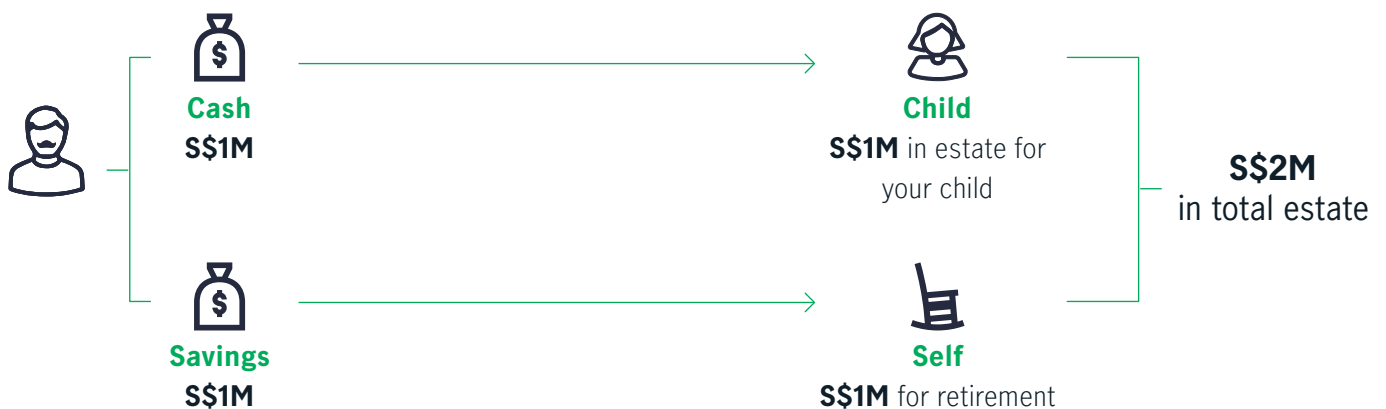 $
Cash
S$1M
Child
S$1M in estate for
your child
S$2M
in total estate
$
Savings
S$1M
Self
S$1M for retirement